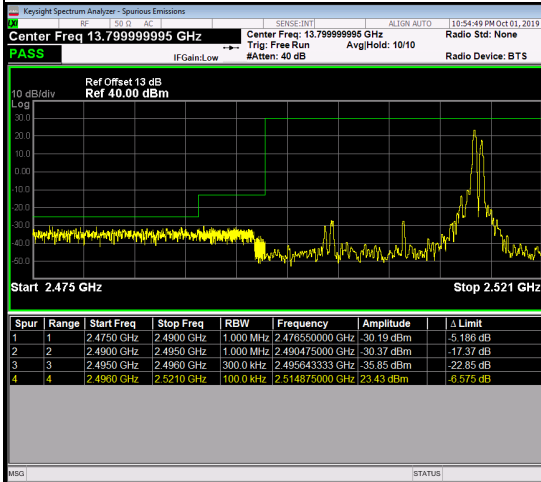 Keysight Spectrum Analyzer - Spurious Emissions
RF 50 Ω AC SENSE:INT ALIGN AUTO 10:54:49 PM Oct 01, 2019
Center Freq 13.799999995 GHz Center Freq: 13.799999995 GHz Radio Std: None
Trig: Free Run Avg|Hold: 10/10
PASS IFGain:Low #Atten: 40 dB Radio Device: BTS
Ref Offset 13 dB
10 dB/div Ref 40.00 dBm
Log
30.0
20.0
10.0
0.00
-10.0
-20.0
-30.0
-40.0
-50.0
Start 2.475 GHz Stop 2.521 GHz
Spur Range Start Freq Stop Freq RBW Frequency Amplitude Δ Limit
1 1 2.4750 GHz 2.4900 GHz 1.000 MHz 2.476550000 GHz -30.19 dBm -5.186 dB
2 2 2.4900 GHz 2.4950 GHz 1.000 MHz 2.490475000 GHz -30.37 dBm -17.37 dB
3 3 2.4950 GHz 2.4960 GHz 300.0 kHz 2.495643333 GHz -35.85 dBm -22.85 dB
4 4 2.4960 GHz 2.5210 GHz 100.0 kHz 2.514875000 GHz 23.43 dBm -6.575 dB
MSG STATUS